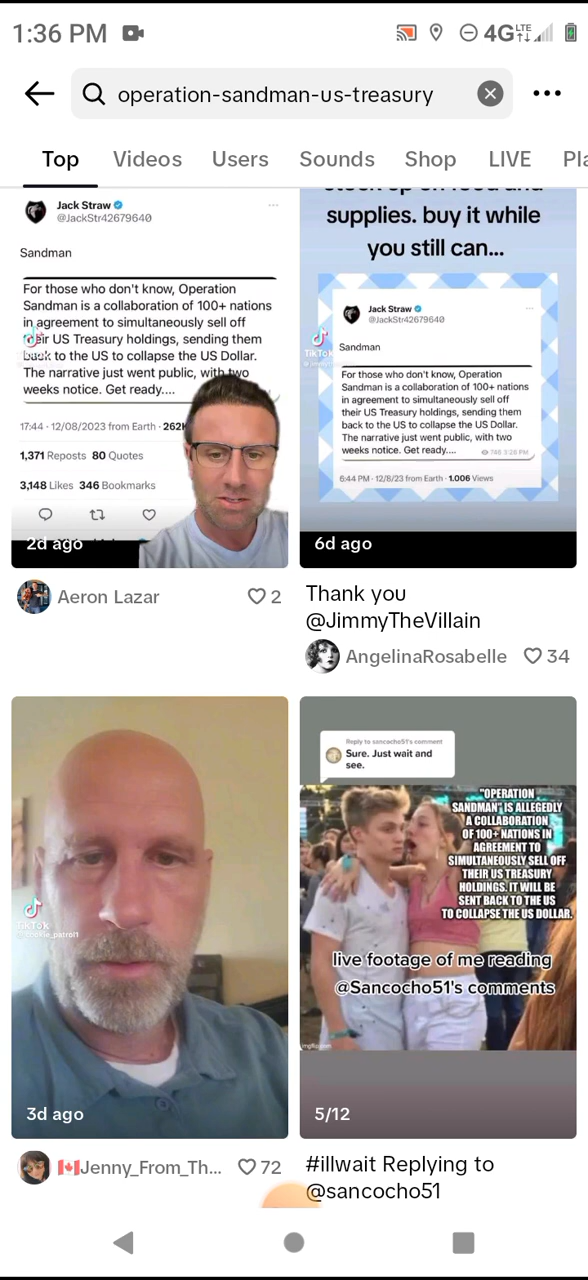 1:36 PM
4G LTE
operation-sandman-us-treasury
Top Videos Users Sounds Shop LIVE Pla
Jack Straw
@JackStr42679640
Sandman
For those who don't know, Operation
Sandman is a collaboration of 100+ nations
in agreement to simultaneously sell off
their US Treasury holdings, sending them
back to the US to collapse the US Dollar.
The narrative just went public, with two
weeks notice. Get ready....
17:44 · 12/08/2023 from Earth · 262K
1,371 Reposts 80 Quotes
3,148 Likes 346 Bookmarks
2d ago
Aeron Lazar 2
stock up on food and
supplies. buy it while
you still can...
Jack Straw
@JackStr42679640
TikTok
Sandman
For those who don't know, Operation
Sandman is a collaboration of 100+ nations
in agreement to simultaneously sell off
their US Treasury holdings, sending them
back to the US to collapse the US Dollar.
The narrative just went public, with two
weeks notice. Get ready....
746 3:28 PM
6:44 PM · 12/8/23 from Earth · 1.006 Views
6d ago
Thank you
@JimmyTheVillain
AngelinaRosabelle 34
TikTok
3d ago
Jenny_From_Th... 72
Reply to sancocho51's comment
Sure. Just wait and
see.
"OPERATION
SANDMAN" IS ALLEGEDLY
A COLLABORATION
OF 100+ NATIONS IN
AGREEMENT TO
SIMULTANEOUSLY SELL OFF
THEIR US TREASURY
HOLDINGS. IT WILL BE
SENT BACK TO THE US
TO COLLAPSE THE US DOLLAR.
live footage of me reading
@Sancocho51's comments
imgflip.com
5/12
#illwait Replying to
@sancocho51